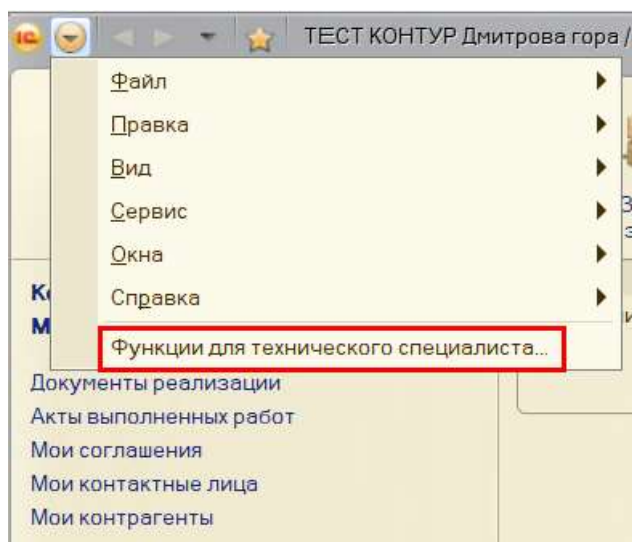 1С ТЕСТ КОНТУР Дмитрова гора /
Файл
Правка
Вид
Сервис
Окна
Справка
Функции для технического специалиста...
Документы реализации
Акты выполненных работ
Мои соглашения
Мои контактные лица
Мои контрагенты